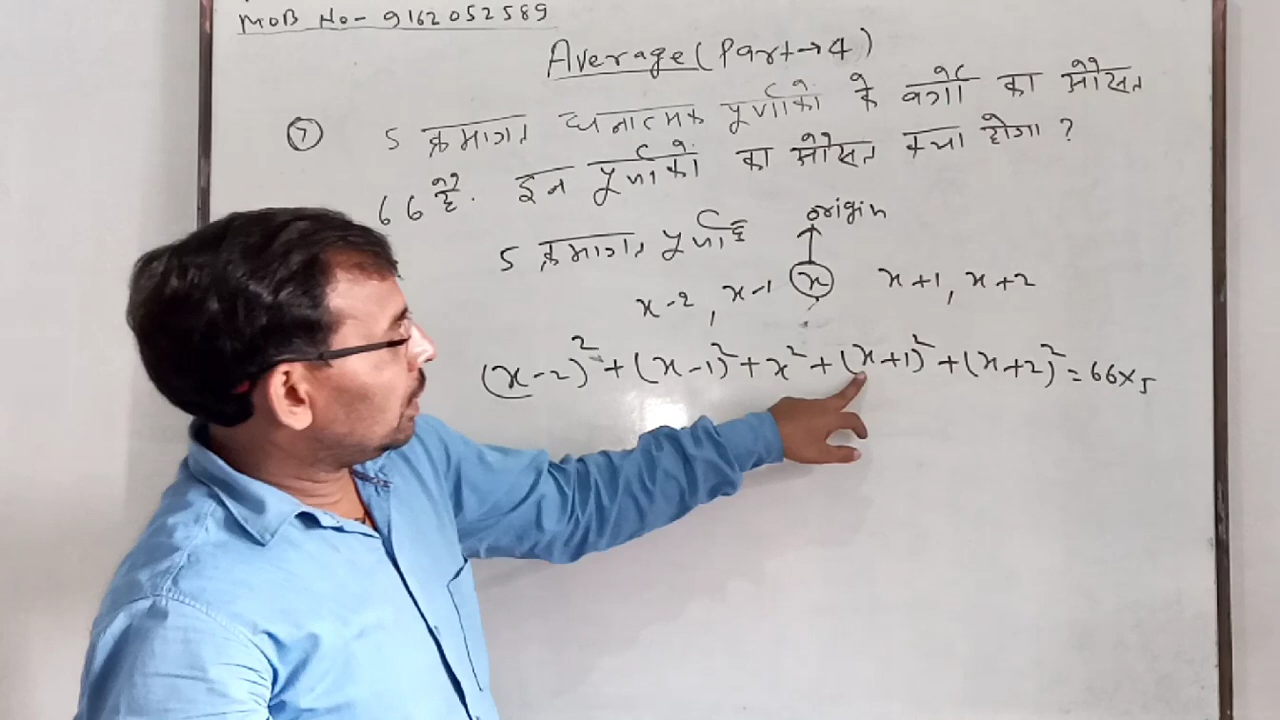 MOB No- 9162052589
Average (Part→4)
7 5 क्रमागत धनात्मक पूर्णांकों के वर्गों का औसत
66 है. इन पूर्णांकों का औसत क्या होगा ?
origin
5 क्रमागत पूर्णांक
x-2, x-1 x x+1, x+2
(x-2)²+(x-1)²+x²+(x+1)²+(x+2)²=66×5